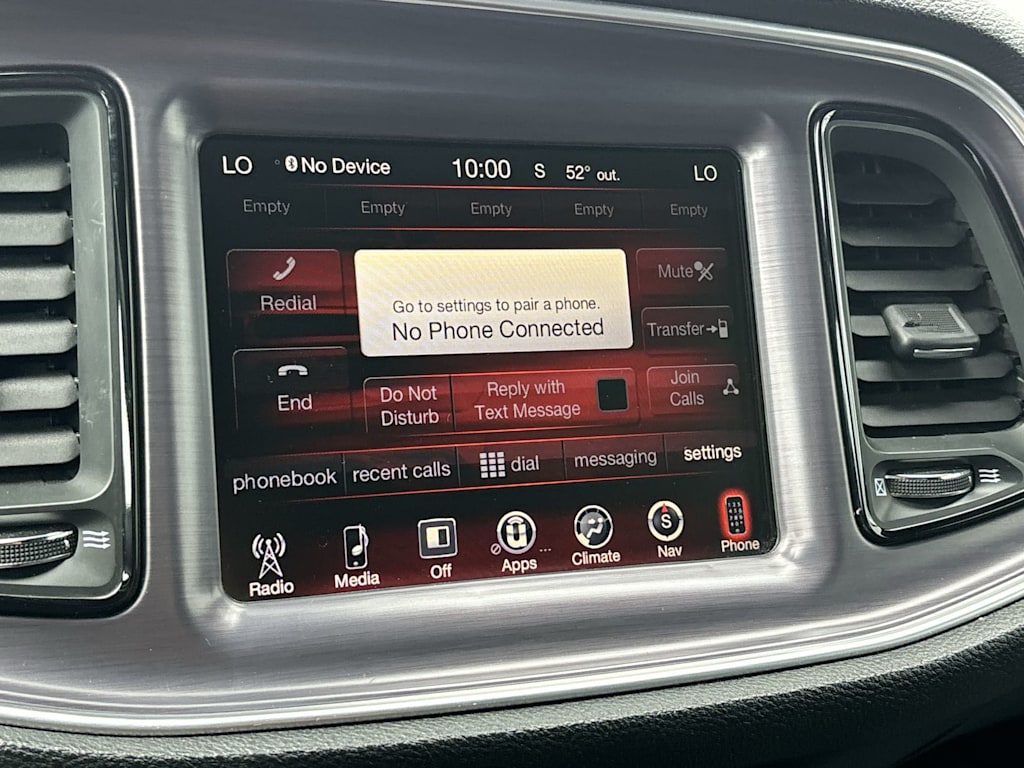 LO No Device 10:00 S 52° out. LO
Empty Empty Empty Empty Empty
Redial
Go to settings to pair a phone.
No Phone Connected
Mute
Transfer
End
Do Not
Disturb
Reply with
Text Message
Join
Calls
phonebook recent calls dial messaging settings
Radio Media Off Apps Climate S Nav Phone